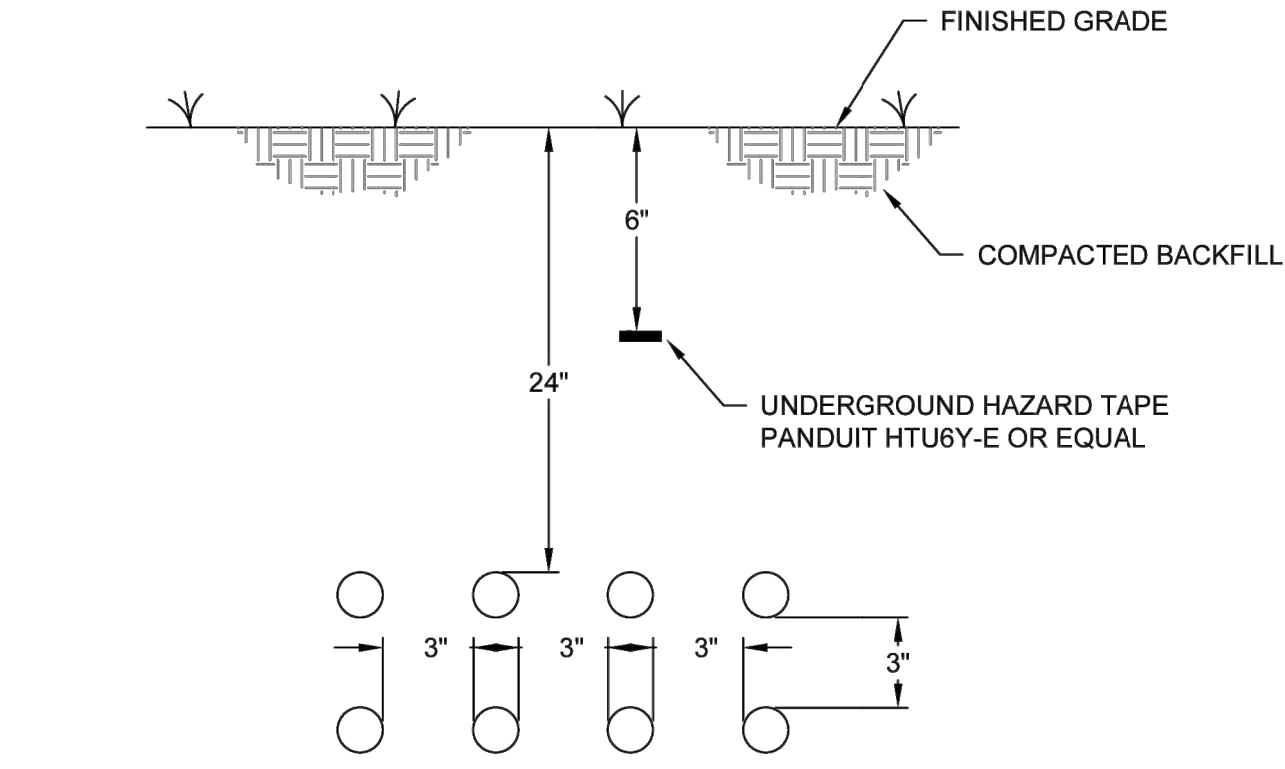 FINISHED GRADE
6"
COMPACTED BACKFILL
24"
UNDERGROUND HAZARD TAPE
PANDUIT HTU6Y-E OR EQUAL
3" 3" 3"
3"